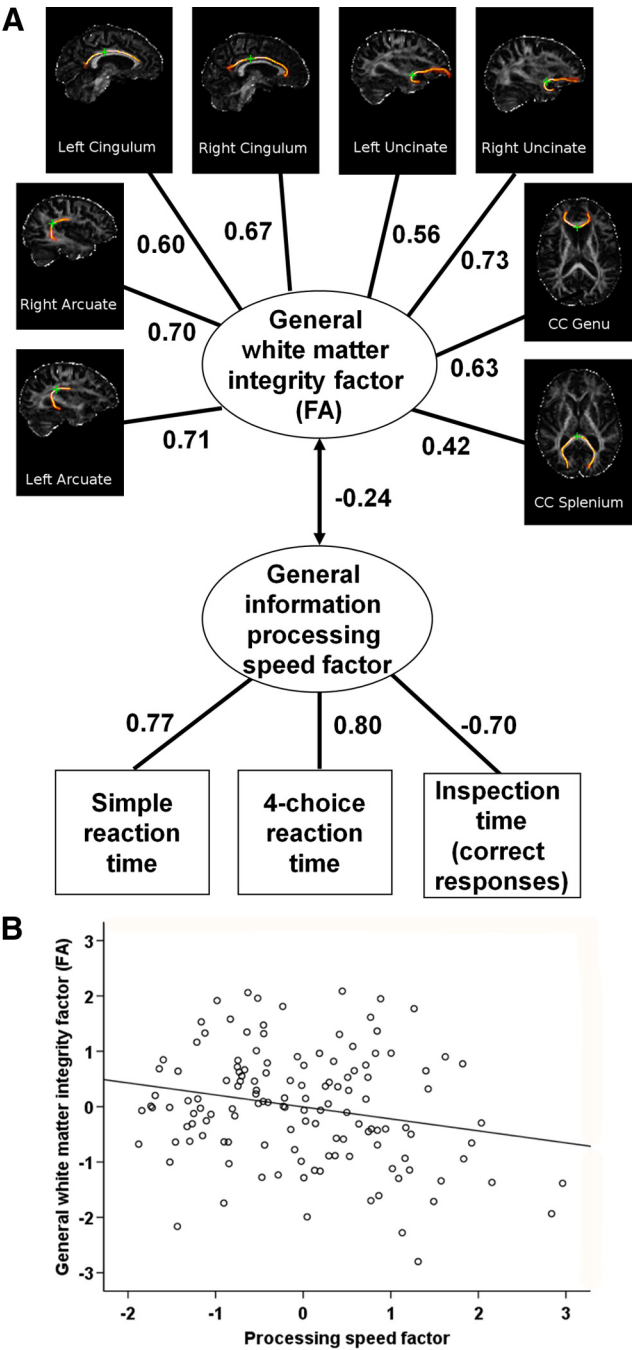 A
Left Cingulum
Right Cingulum
Left Uncinate
Right Uncinate
0.60
0.67
0.56
0.73
Right Arcuate
CC Genu
0.70
General
white matter
integrity factor
(FA)
0.63
Left Arcuate
0.71
0.42
CC Splenium
-0.24
General
information
processing
speed factor
0.77
0.80
-0.70
Simple
reaction
time
4-choice
reaction
time
Inspection
time
(correct
responses)
B
General white matter integrity factor (FA)
3
2
1
0
-1
-2
-3
-2
-1
0
1
2
3
Processing speed factor